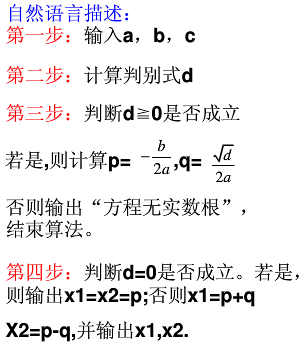 自然语言描述：
第一步：输入a，b，c
第二步：计算判别式d
第三步：判断d≧0是否成立
若是,则计算p= -b/2a ,q= √d/2a
否则输出“方程无实数根”，
结束算法。
第四步：判断d=0是否成立。若是，
则输出x1=x2=p;否则x1=p+q
X2=p-q,并输出x1,x2.